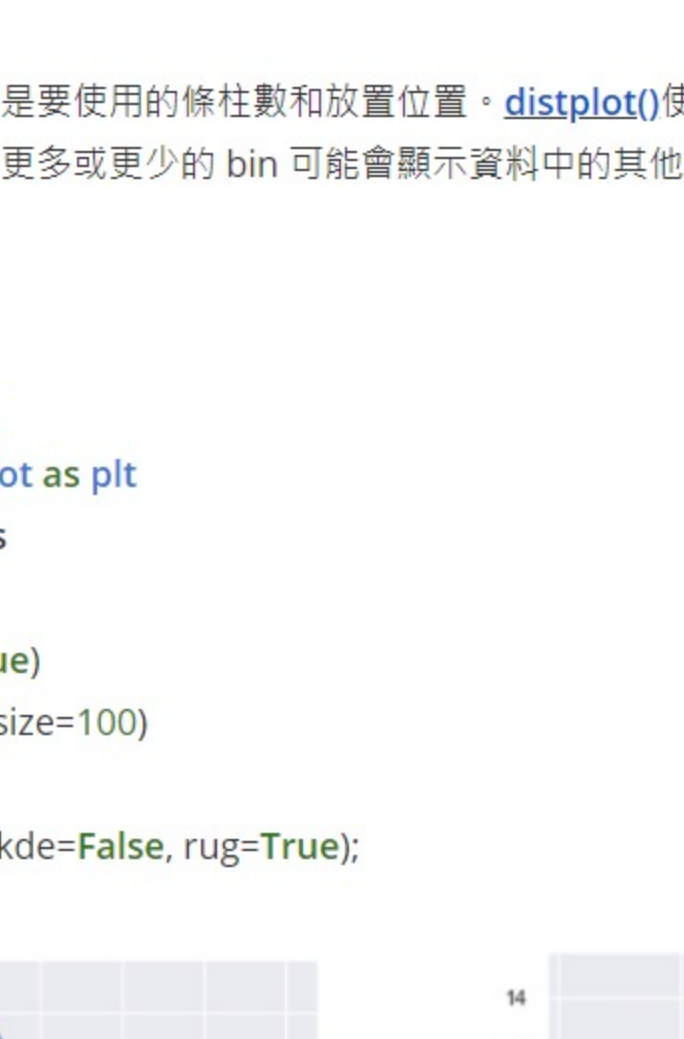 是要使用的條柱數和放置位置。distplot()使
更多或更少的 bin 可能會顯示資料中的其他
ot as plt
s
ue)
size=100)
kde=False, rug=True);
14